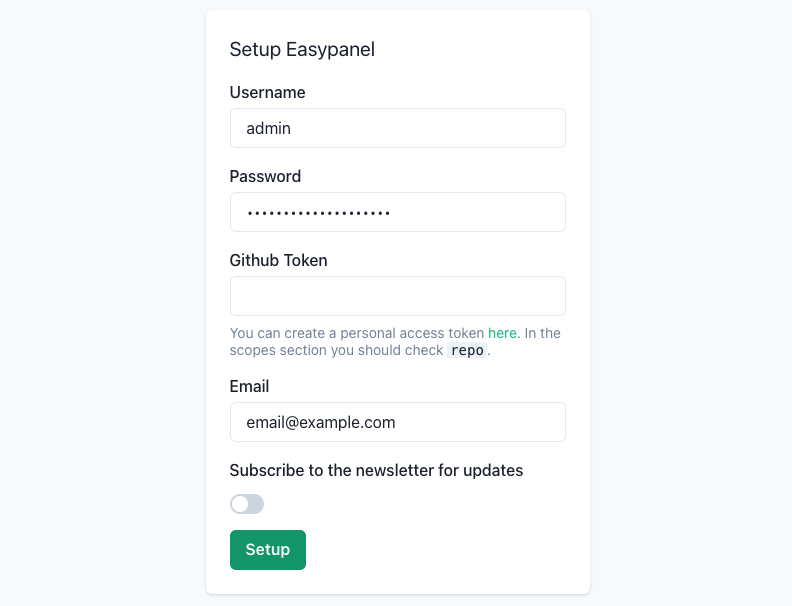 Setup Easypanel
Username
admin
Password
••••••••••••••••••••
Github Token
You can create a personal access token here. In the
scopes section you should check repo.
Email
email@example.com
Subscribe to the newsletter for updates
Setup